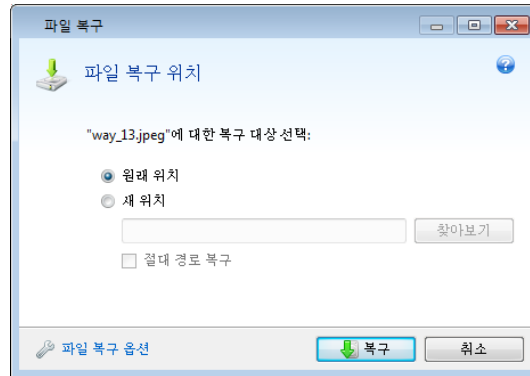 파일 복구
파일 복구 위치
"way_13.jpeg"에 대한 복구 대상 선택:
원래 위치
새 위치
찾아보기
절대 경로 복구
파일 복구 옵션
복구
취소